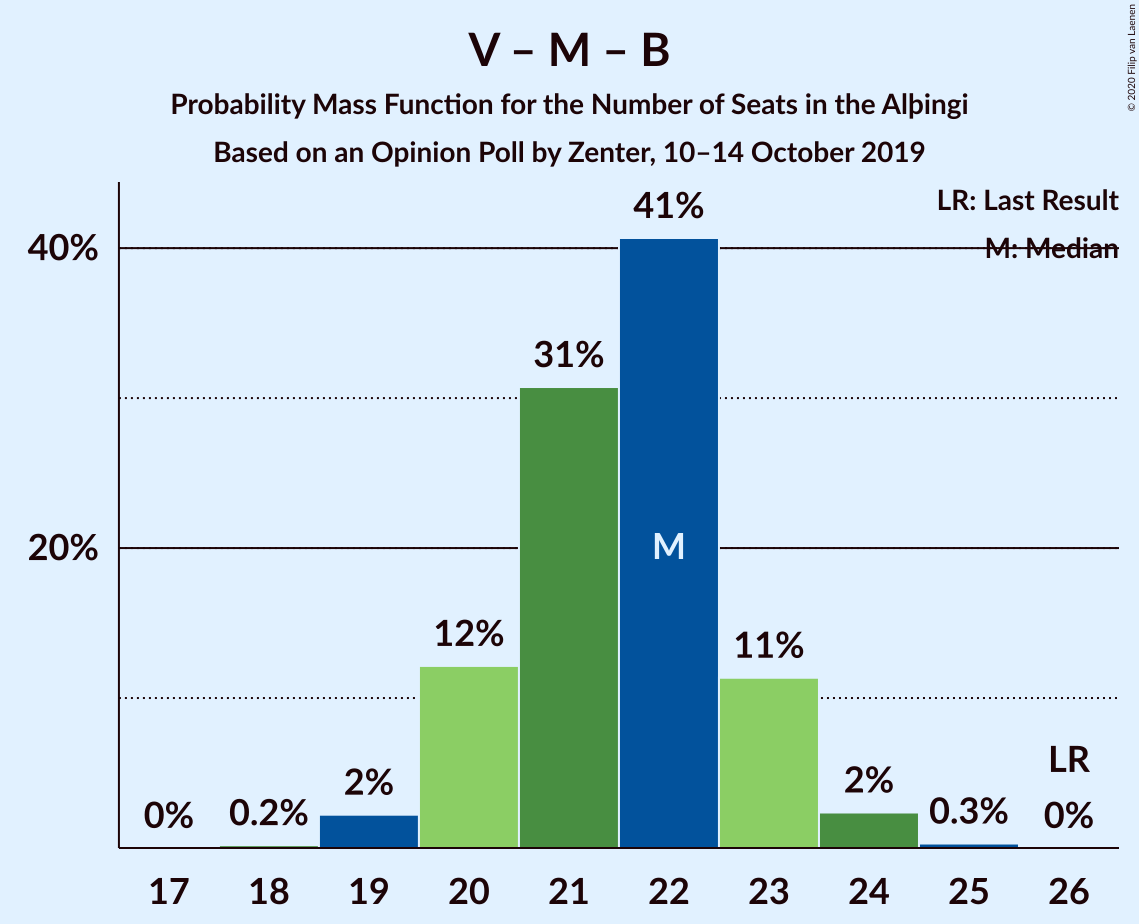 V – M – B
Probability Mass Function for the Number of Seats in the Alþingi
Based on an Opinion Poll by Zenter, 10–14 October 2019
© 2020 Filip van Laenen
LR: Last Result
M: Median
40%
20%
0%
0.2%
2%
12%
31%
41%
M
11%
2%
0.3%
LR
0%
17 18 19 20 21 22 23 24 25 26